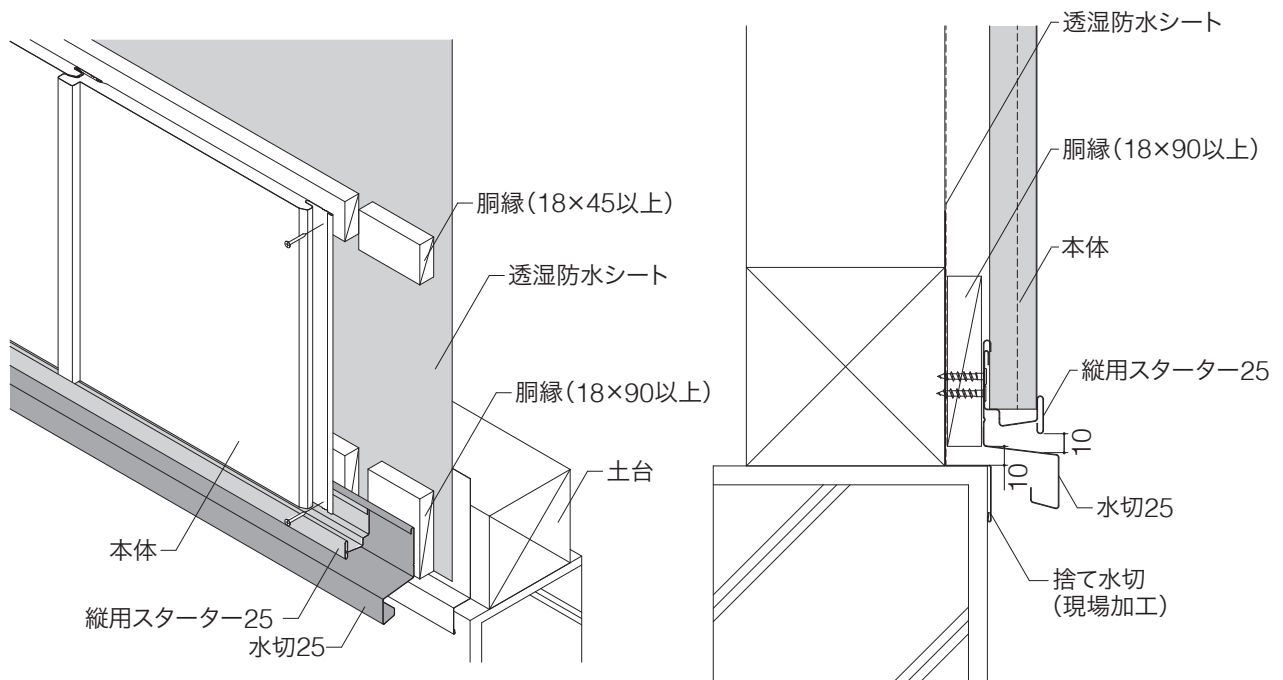 胴縁(18×45以上)
透湿防水シート
胴縁(18×90以上)
土台
本体
縦用スターター25
水切25
透湿防水シート
胴縁(18×90以上)
本体
縦用スターター25
10
10
水切25
捨て水切
(現場加工)